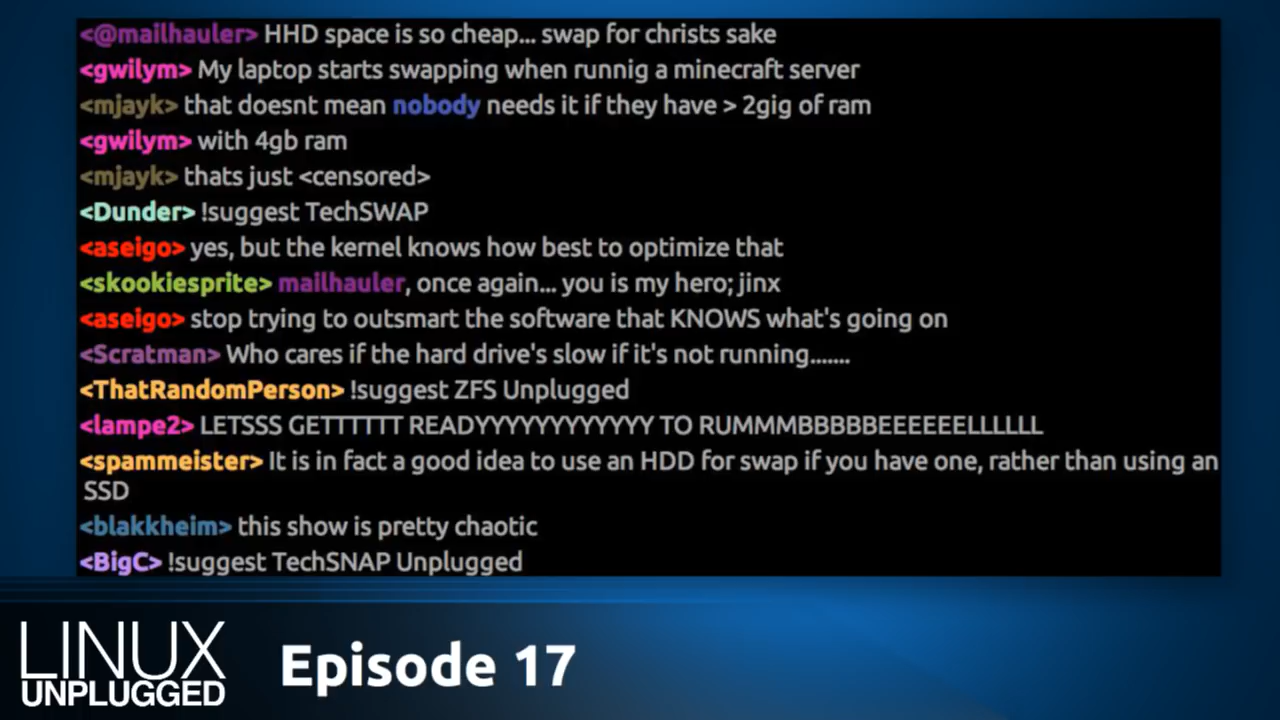 <@mailhauler> HHD space is so cheap... swap for christs sake
<gwilym> My laptop starts swapping when runnig a minecraft server
<mjayk> that doesnt mean nobody needs it if they have > 2gig of ram
<gwilym> with 4gb ram
<mjayk> thats just <censored>
<Dunder> !suggest TechSWAP
<aseigo> yes, but the kernel knows how best to optimize that
<skookiesprite> mailhauler, once again... you is my hero; jinx
<aseigo> stop trying to outsmart the software that KNOWS what's going on
<Scratman> Who cares if the hard drive's slow if it's not running.......
<ThatRandomPerson> !suggest ZFS Unplugged
<lampe2> LETSSS GETTTTTT READYYYYYYYYYYYY TO RUMMMBBBBBEEEEEELLLLLL
<spammeister> It is in fact a good idea to use an HDD for swap if you have one, rather than using an
SSD
<blakkheim> this show is pretty chaotic
<BigC> !suggest TechSNAP Unplugged
LINUX
UNPLUGGED
Episode 17